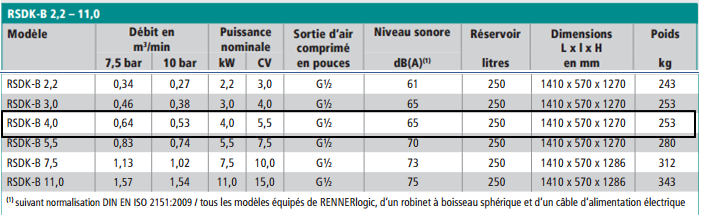 RSDK-B 2,2 – 11,0
Modèle Débit en m³/min Puissance nominale Sortie d'air comprimé en pouces Niveau sonore Réservoir Dimensions L x l x H en mm Poids
7,5 bar 10 bar kW CV dB(A)⁽¹⁾ litres kg
RSDK-B 2,2 0,34 0,27 2,2 3,0 G½ 61 250 1410 x 570 x 1270 243
RSDK-B 3,0 0,46 0,38 3,0 4,0 G½ 65 250 1410 x 570 x 1270 253
RSDK-B 4,0 0,64 0,53 4,0 5,5 G½ 65 250 1410 x 570 x 1270 253
RSDK-B 5,5 0,83 0,74 5,5 7,5 G½ 70 250 1410 x 570 x 1270 280
RSDK-B 7,5 1,13 1,02 7,5 10,0 G½ 73 250 1410 x 570 x 1286 312
RSDK-B 11,0 1,57 1,54 11,0 15,0 G½ 75 250 1410 x 570 x 1286 343
⁽¹⁾ suivant normalisation DIN EN ISO 2151:2009 / tous les modèles équipés de RENNERlogic, d'un robinet à boisseau sphérique et d'un câble d'alimentation électrique